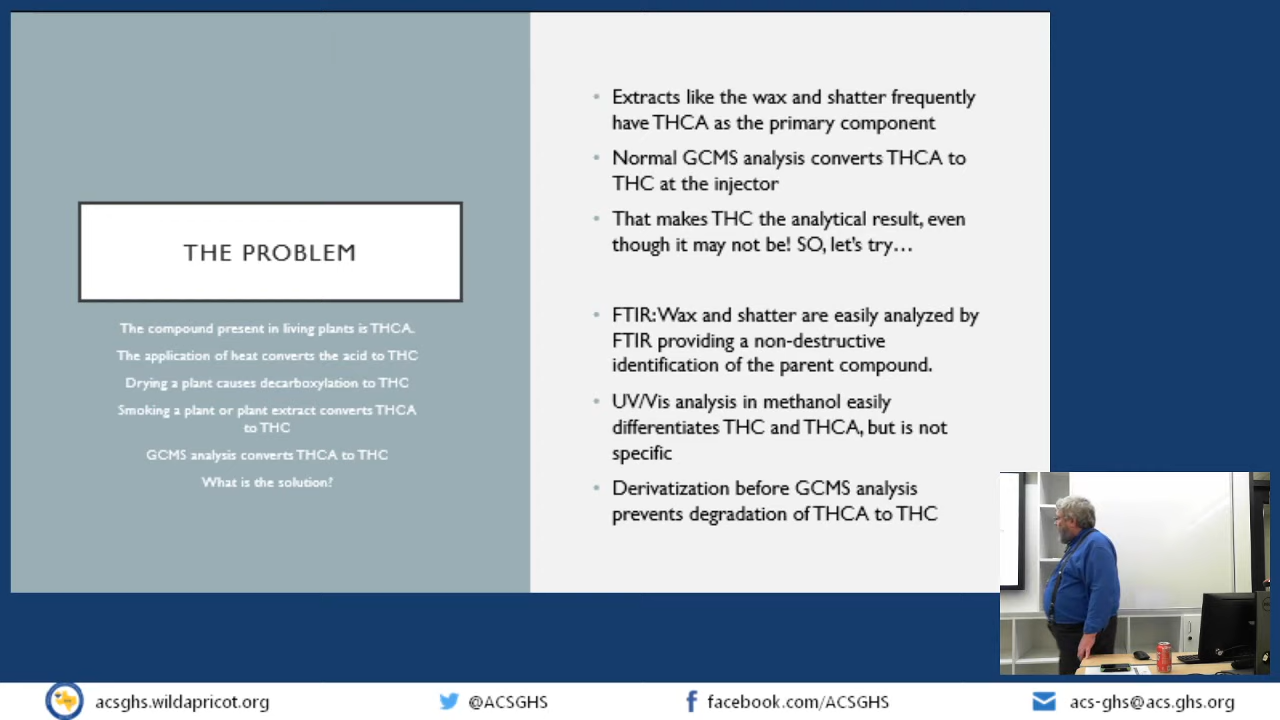 THE PROBLEM
The compound present in living plants is THCA.
The application of heat converts the acid to THC
Drying a plant causes decarboxylation to THC
Smoking a plant or plant extract converts THCA
to THC
GCMS analysis converts THCA to THC
What is the solution?
• Extracts like the wax and shatter frequently
have THCA as the primary component
• Normal GCMS analysis converts THCA to
THC at the injector
• That makes THC the analytical result, even
though it may not be! SO, let's try…
• FTIR: Wax and shatter are easily analyzed by
FTIR providing a non-destructive
identification of the parent compound.
• UV/Vis analysis in methanol easily
differentiates THC and THCA, but is not
specific
• Derivatization before GCMS analysis
prevents degradation of THCA to THC
acsghs.wildapricot.org
@ACSGHS
facebook.com/ACSGHS
acs-ghs@acs.ghs.org